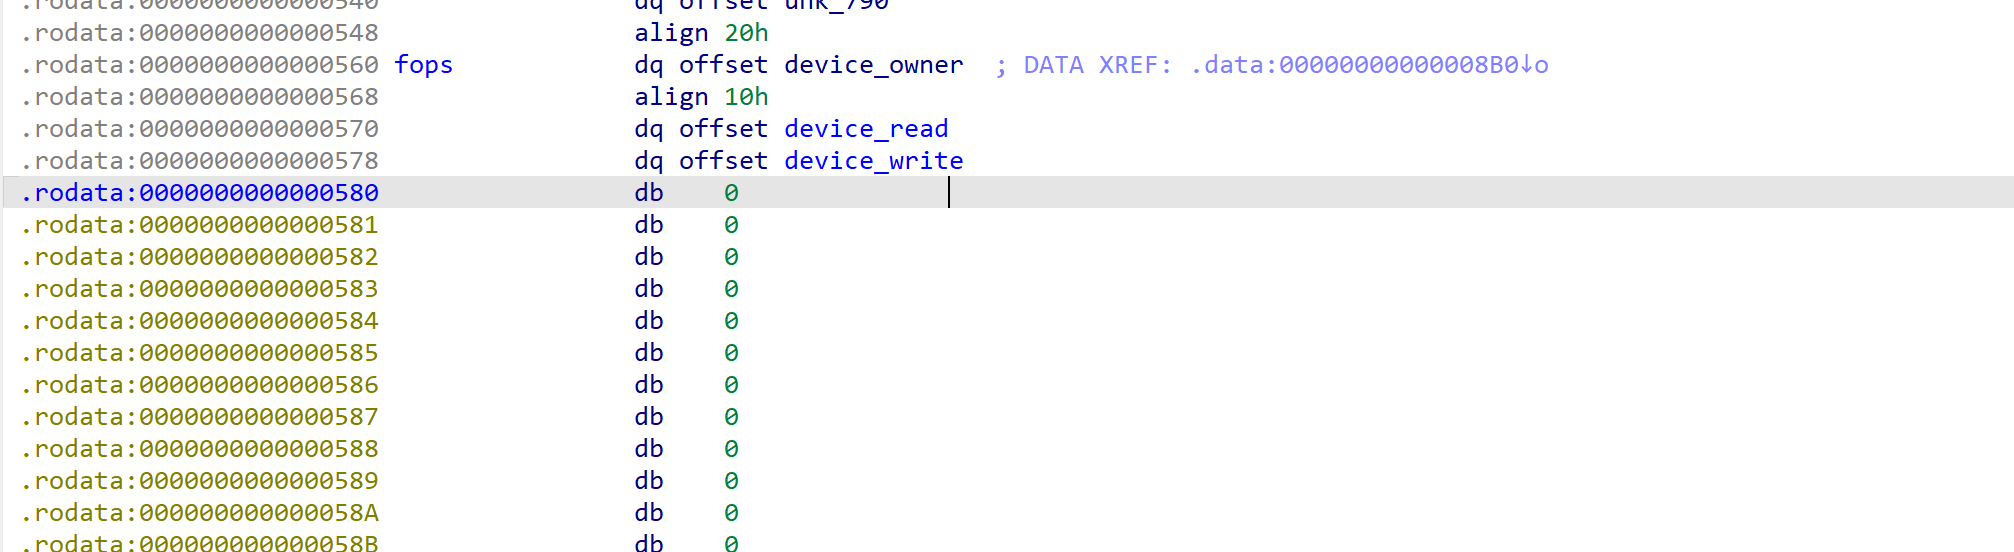 .rodata:0000000000000540 dq offset unk_790
.rodata:0000000000000548 align 20h
.rodata:0000000000000560 fops dq offset device_owner ; DATA XREF: .data:00000000000008B0↓o
.rodata:0000000000000568 align 10h
.rodata:0000000000000570 dq offset device_read
.rodata:0000000000000578 dq offset device_write
.rodata:0000000000000580 db 0
.rodata:0000000000000581 db 0
.rodata:0000000000000582 db 0
.rodata:0000000000000583 db 0
.rodata:0000000000000584 db 0
.rodata:0000000000000585 db 0
.rodata:0000000000000586 db 0
.rodata:0000000000000587 db 0
.rodata:0000000000000588 db 0
.rodata:0000000000000589 db 0
.rodata:000000000000058A db 0
.rodata:000000000000058B db 0